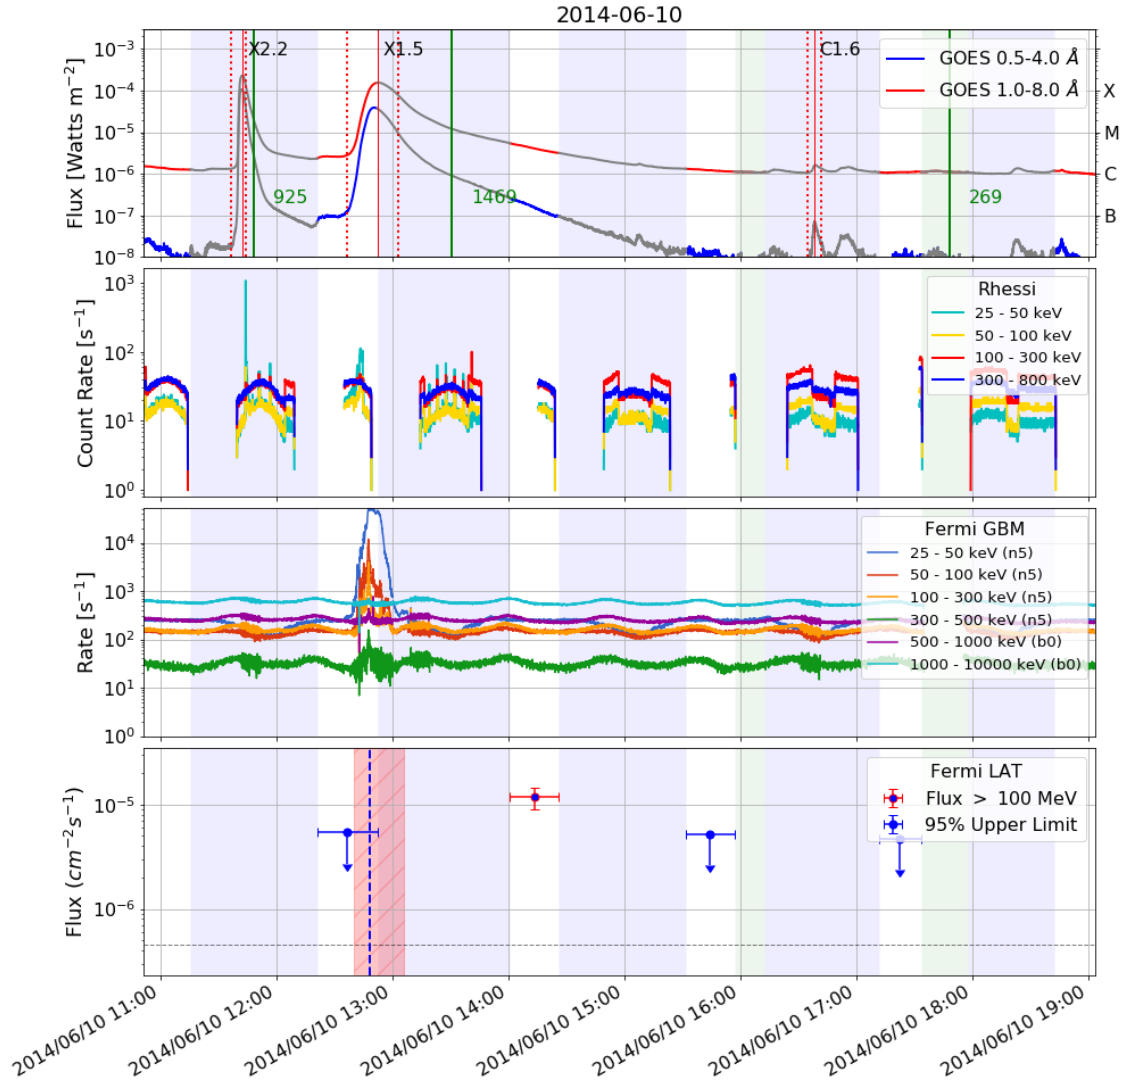 2014-06-10
Flux [Watts m⁻²]
10⁻³
10⁻⁴
10⁻⁵
10⁻⁶
10⁻⁷
10⁻⁸
X2.2
X1.5
C1.6
925
1469
269
GOES 0.5-4.0 Å
GOES 1.0-8.0 Å
X
M
C
B
Count Rate [s⁻¹]
10³
10²
10¹
10⁰
Rhessi
25 - 50 keV
50 - 100 keV
100 - 300 keV
300 - 800 keV
Rate [s⁻¹]
10⁴
10³
10²
10¹
10⁰
Fermi GBM
25 - 50 keV (n5)
50 - 100 keV (n5)
100 - 300 keV (n5)
300 - 500 keV (n5)
500 - 1000 keV (b0)
1000 - 10000 keV (b0)
Flux (cm⁻²s⁻¹)
10⁻⁵
10⁻⁶
Fermi LAT
Flux > 100 MeV
95% Upper Limit
2014/06/10 11:00
2014/06/10 12:00
2014/06/10 13:00
2014/06/10 14:00
2014/06/10 15:00
2014/06/10 16:00
2014/06/10 17:00
2014/06/10 18:00
2014/06/10 19:00